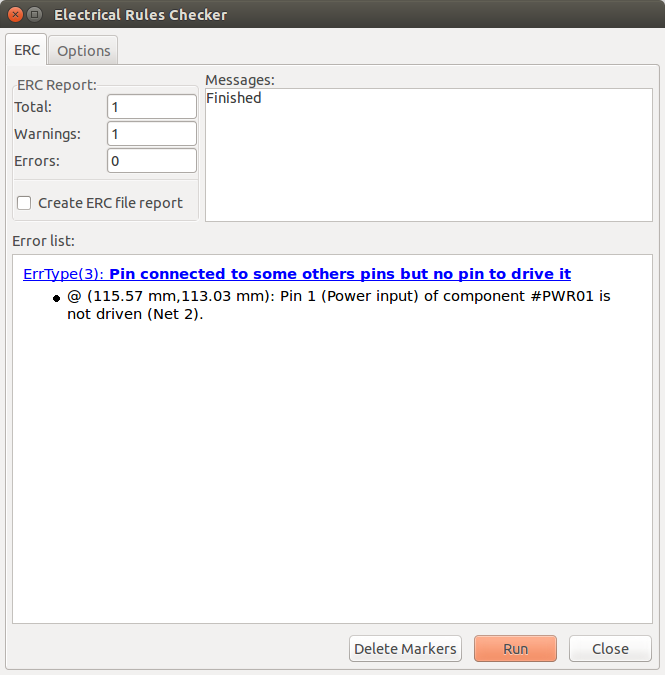 Electrical Rules Checker
ERC
Options
ERC Report:
Total:
1
Warnings:
1
Errors:
0
Create ERC file report
Messages:
Finished
Error list:
ErrType(3): Pin connected to some others pins but no pin to drive it
@ (115.57 mm,113.03 mm): Pin 1 (Power input) of component #PWR01 is
not driven (Net 2).
Delete Markers
Run
Close